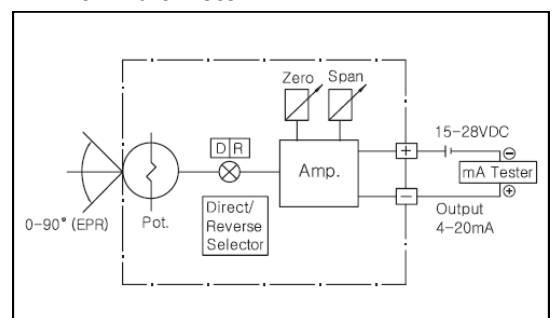 Zero Span
15-28VDC
D R
+
Amp.
⊖
mA Tester
⊕
−
0-90° (EPR)
Pot.
Direct/
Reverse
Selector
Output
4-20mA